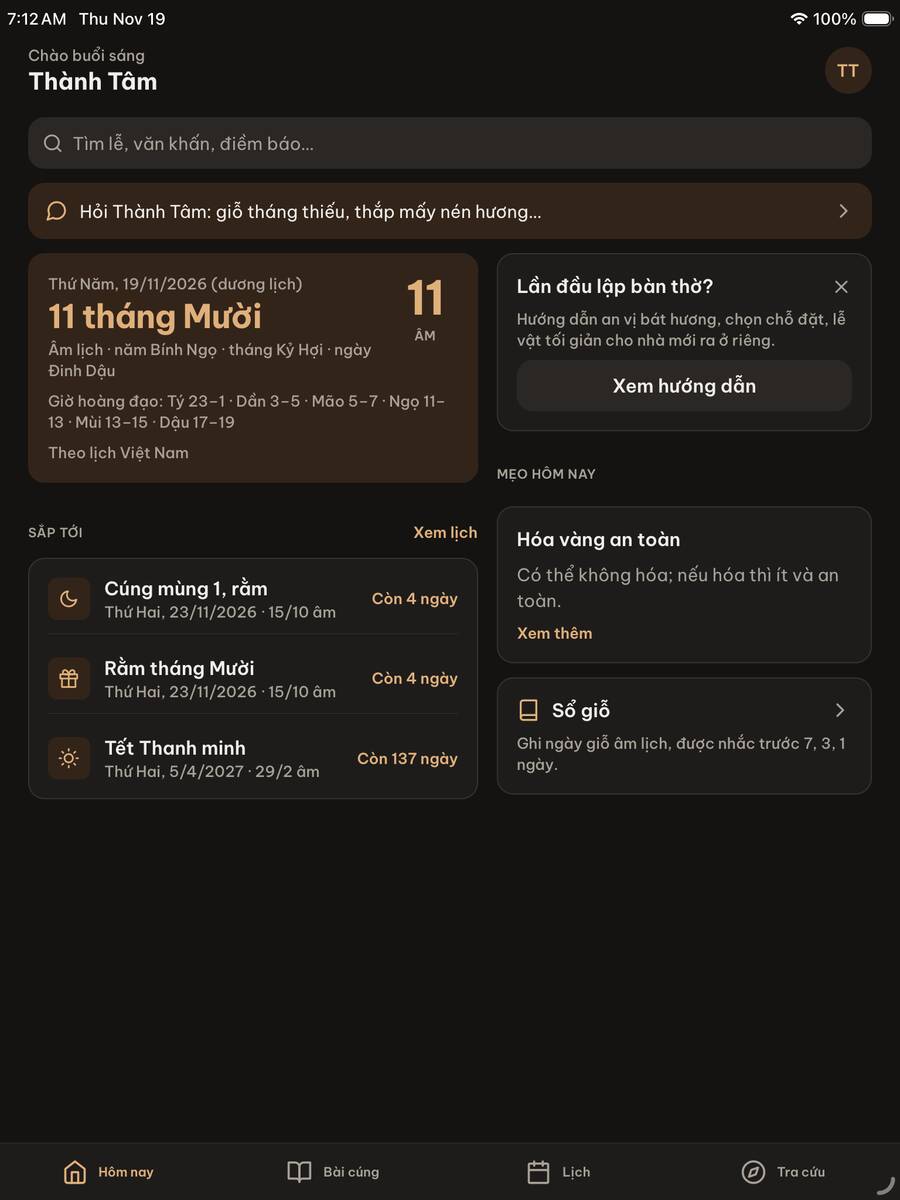 7:12 AM Thu Nov 19
100%
Chào buổi sáng
Thành Tâm
TT
Tìm lễ, văn khấn, điềm báo...
Hỏi Thành Tâm: giỗ tháng thiếu, thắp mấy nén hương...
Thứ Năm, 19/11/2026 (dương lịch)
11 tháng Mười
11
ÂM
Âm lịch · năm Bính Ngọ · tháng Kỷ Hợi · ngày
Đinh Dậu
Giờ hoàng đạo: Tý 23–1 · Dần 3–5 · Mão 5–7 · Ngọ 11–
13 · Mùi 13–15 · Dậu 17–19
Theo lịch Việt Nam
SẮP TỚI
Xem lịch
Cúng mùng 1, rằm
Thứ Hai, 23/11/2026 · 15/10 âm
Còn 4 ngày
Rằm tháng Mười
Thứ Hai, 23/11/2026 · 15/10 âm
Còn 4 ngày
Tết Thanh minh
Thứ Hai, 5/4/2027 · 29/2 âm
Còn 137 ngày
Lần đầu lập bàn thờ?
Hướng dẫn an vị bát hương, chọn chỗ đặt, lễ
vật tối giản cho nhà mới ra ở riêng.
Xem hướng dẫn
MẸO HÔM NAY
Hóa vàng an toàn
Có thể không hóa; nếu hóa thì ít và an
toàn.
Xem thêm
Sổ giỗ
Ghi ngày giỗ âm lịch, được nhắc trước 7, 3, 1
ngày.
Hôm nay
Bài cúng
Lịch
Tra cứu